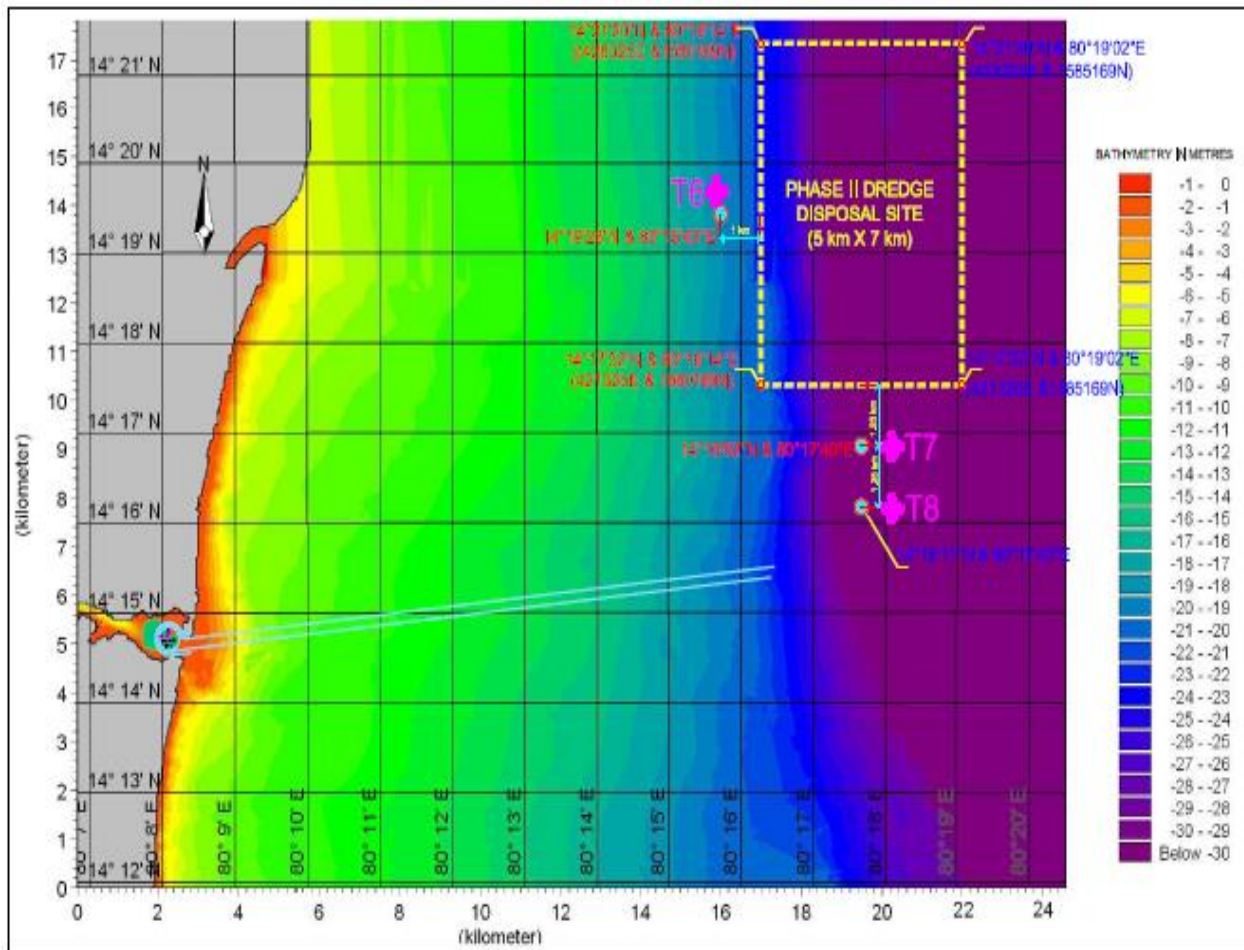 17
16
15
14
13
12
11
10
9
8
7
6
5
4
3
2
1
0
(kilometer)
14° 21' N
14° 20' N
14° 19' N
14° 18' N
14° 17' N
14° 16' N
14° 15' N
14° 14' N
14° 13' N
14° 12' N
N
80°19'02"E
PHASE II DREDGE
DISPOSAL SITE
(5 km X 7 km)
T6
1 km
80°19'02"E
T7
T8
80° 8' E
80° 9' E
80° 10' E
80° 11' E
80° 12' E
80° 13' E
80° 14' E
80° 15' E
80° 16' E
80° 17' E
80° 18' E
80° 19' E
80° 20' E
0 2 4 6 8 10 12 14 16 18 20 22 24
(kilometer)
BATHYMETRY IN METRES
-1 - 0
-2 - -1
-3 - -2
-4 - -3
-5 - -4
-6 - -5
-7 - -6
-8 - -7
-9 - -8
-10 - -9
-11 - -10
-12 - -11
-13 - -12
-14 - -13
-15 - -14
-16 - -15
-17 - -16
-18 - -17
-19 - -18
-20 - -19
-21 - -20
-22 - -21
-23 - -22
-24 - -23
-25 - -24
-26 - -25
-27 - -26
-28 - -27
-29 - -28
-30 - -29
Below -30